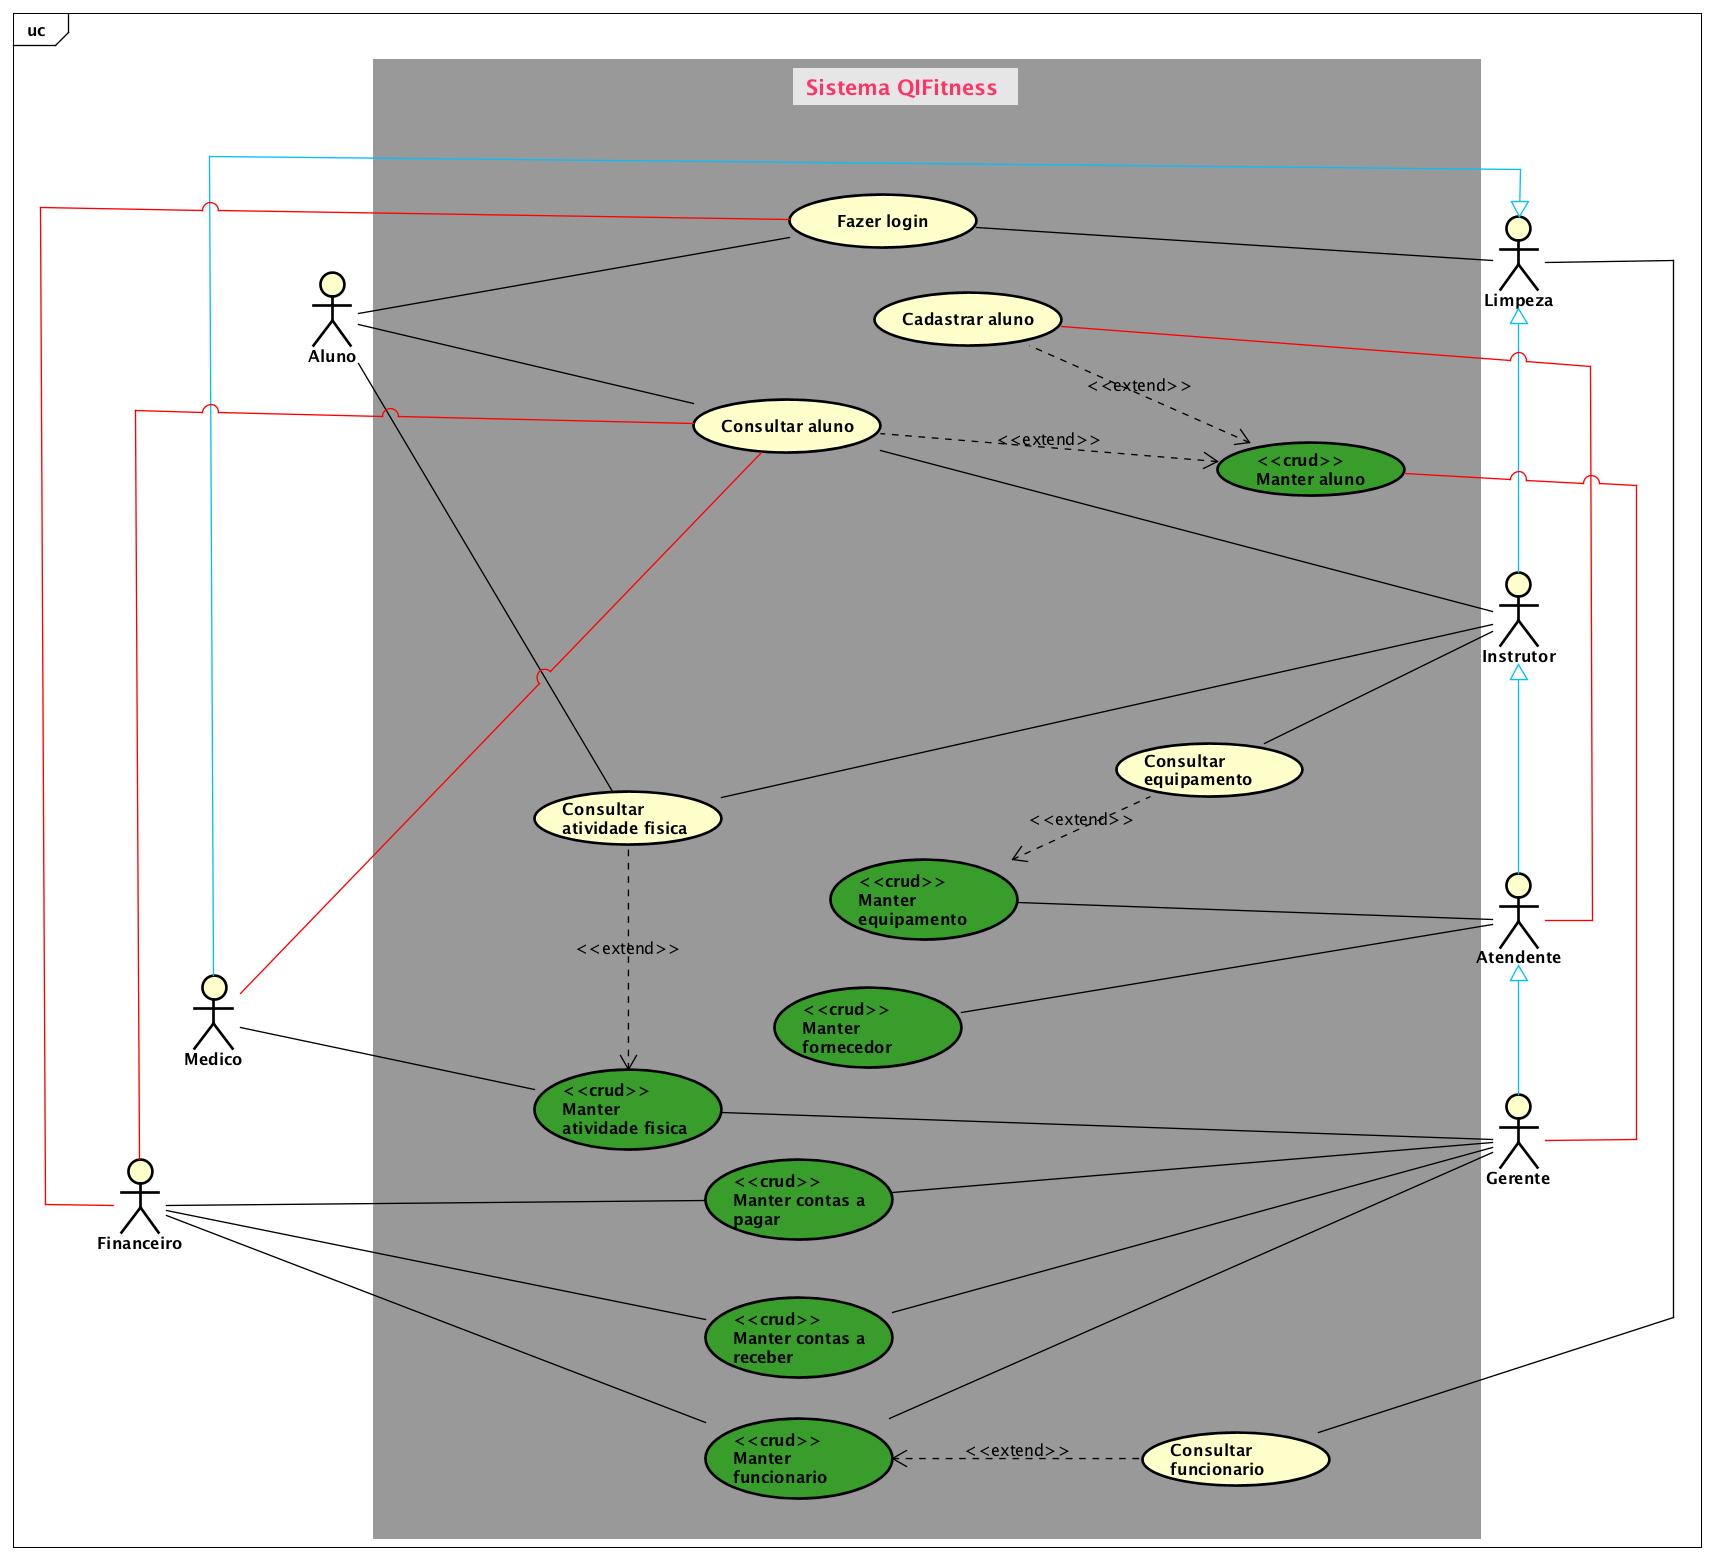 uc
Sistema QIFitness
Fazer login
Limpeza
Cadastrar aluno
Aluno
<<extend>>
Consultar aluno
<<extend>>
<<crud>>
Manter aluno
Instrutor
Consultar
equipamento
Consultar
atividade fisica
<<extend>>
<<crud>>
Manter
equipamento
<<extend>>
Atendente
<<crud>>
Manter
fornecedor
Medico
<<crud>>
Manter
atividade fisica
Gerente
<<crud>>
Manter contas a
pagar
Financeiro
<<crud>>
Manter contas a
receber
<<crud>>
Manter
funcionario
<<extend>>
Consultar
funcionario